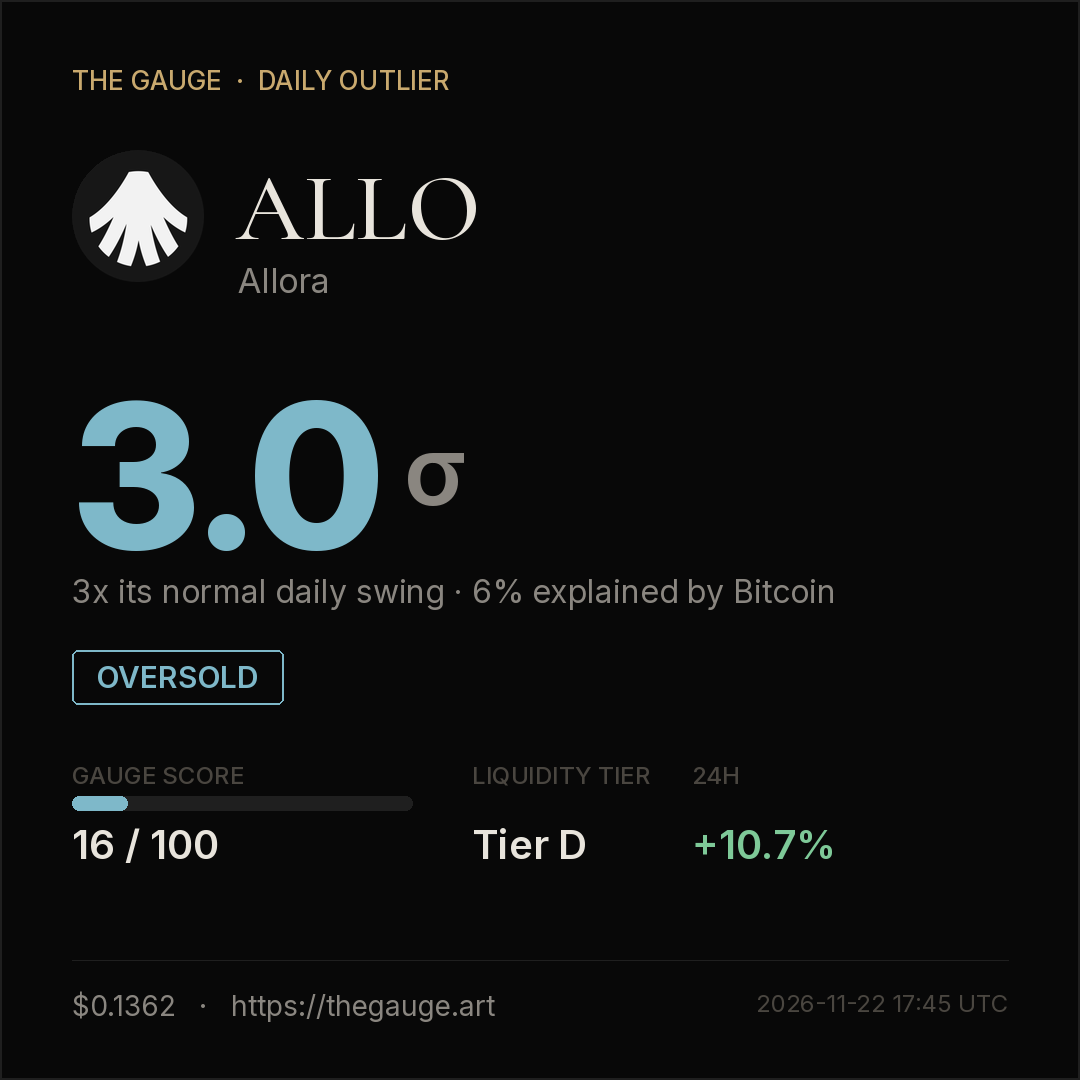 THE GAUGE · DAILY OUTLIER
ALLO
Allora
3.0 σ
3x its normal daily swing · 6% explained by Bitcoin
OVERSOLD
GAUGE SCORE LIQUIDITY TIER 24H
16 / 100 Tier D +10.7%
$0.1362 · https://thegauge.art 2026-11-22 17:45 UTC